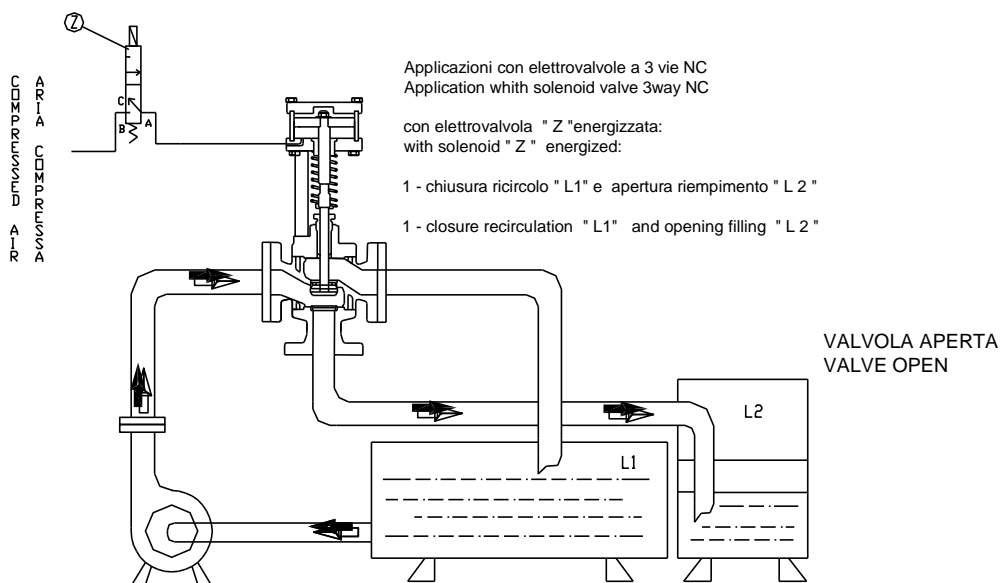 Z
C
B A
COMPRESSED AIR
ARIA COMPRESSA
Applicazioni con elettrovalvole a 3 vie NC
Application whith solenoid valve 3way NC
con elettrovalvola " Z "energizzata:
with solenoid " Z " energized:
1 - chiusura ricircolo " L1" e apertura riempimento " L 2 "
1 - closure recirculation "L1" and opening filling " L 2 "
VALVOLA APERTA
VALVE OPEN
L2
L1